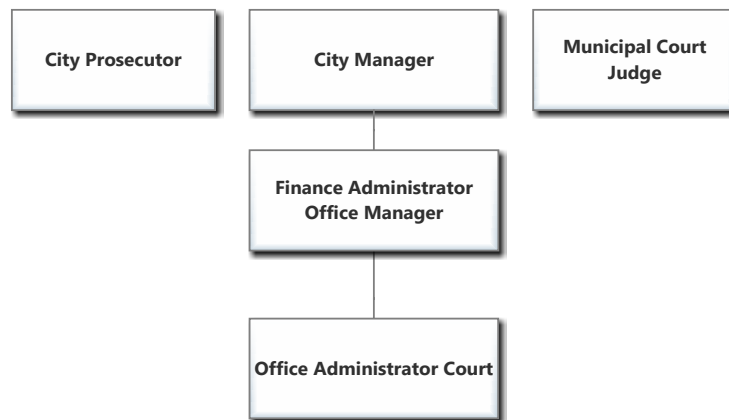 City Prosecutor
City Manager
Municipal Court
Judge
Finance Administrator
Office Manager
Office Administrator Court